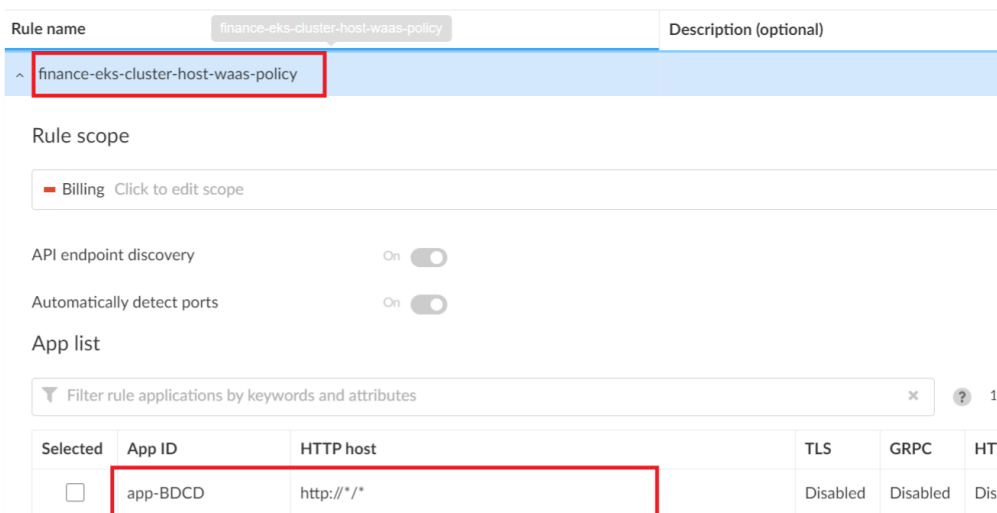 Rule name
finance-eks-cluster-host-waas-policy
Description (optional)
finance-eks-cluster-host-waas-policy
Rule scope
Billing Click to edit scope
API endpoint discovery On
Automatically detect ports On
App list
Filter rule applications by keywords and attributes
? 1
Selected App ID HTTP host TLS GRPC HT
app-BDCD http://*/* Disabled Disabled Dis